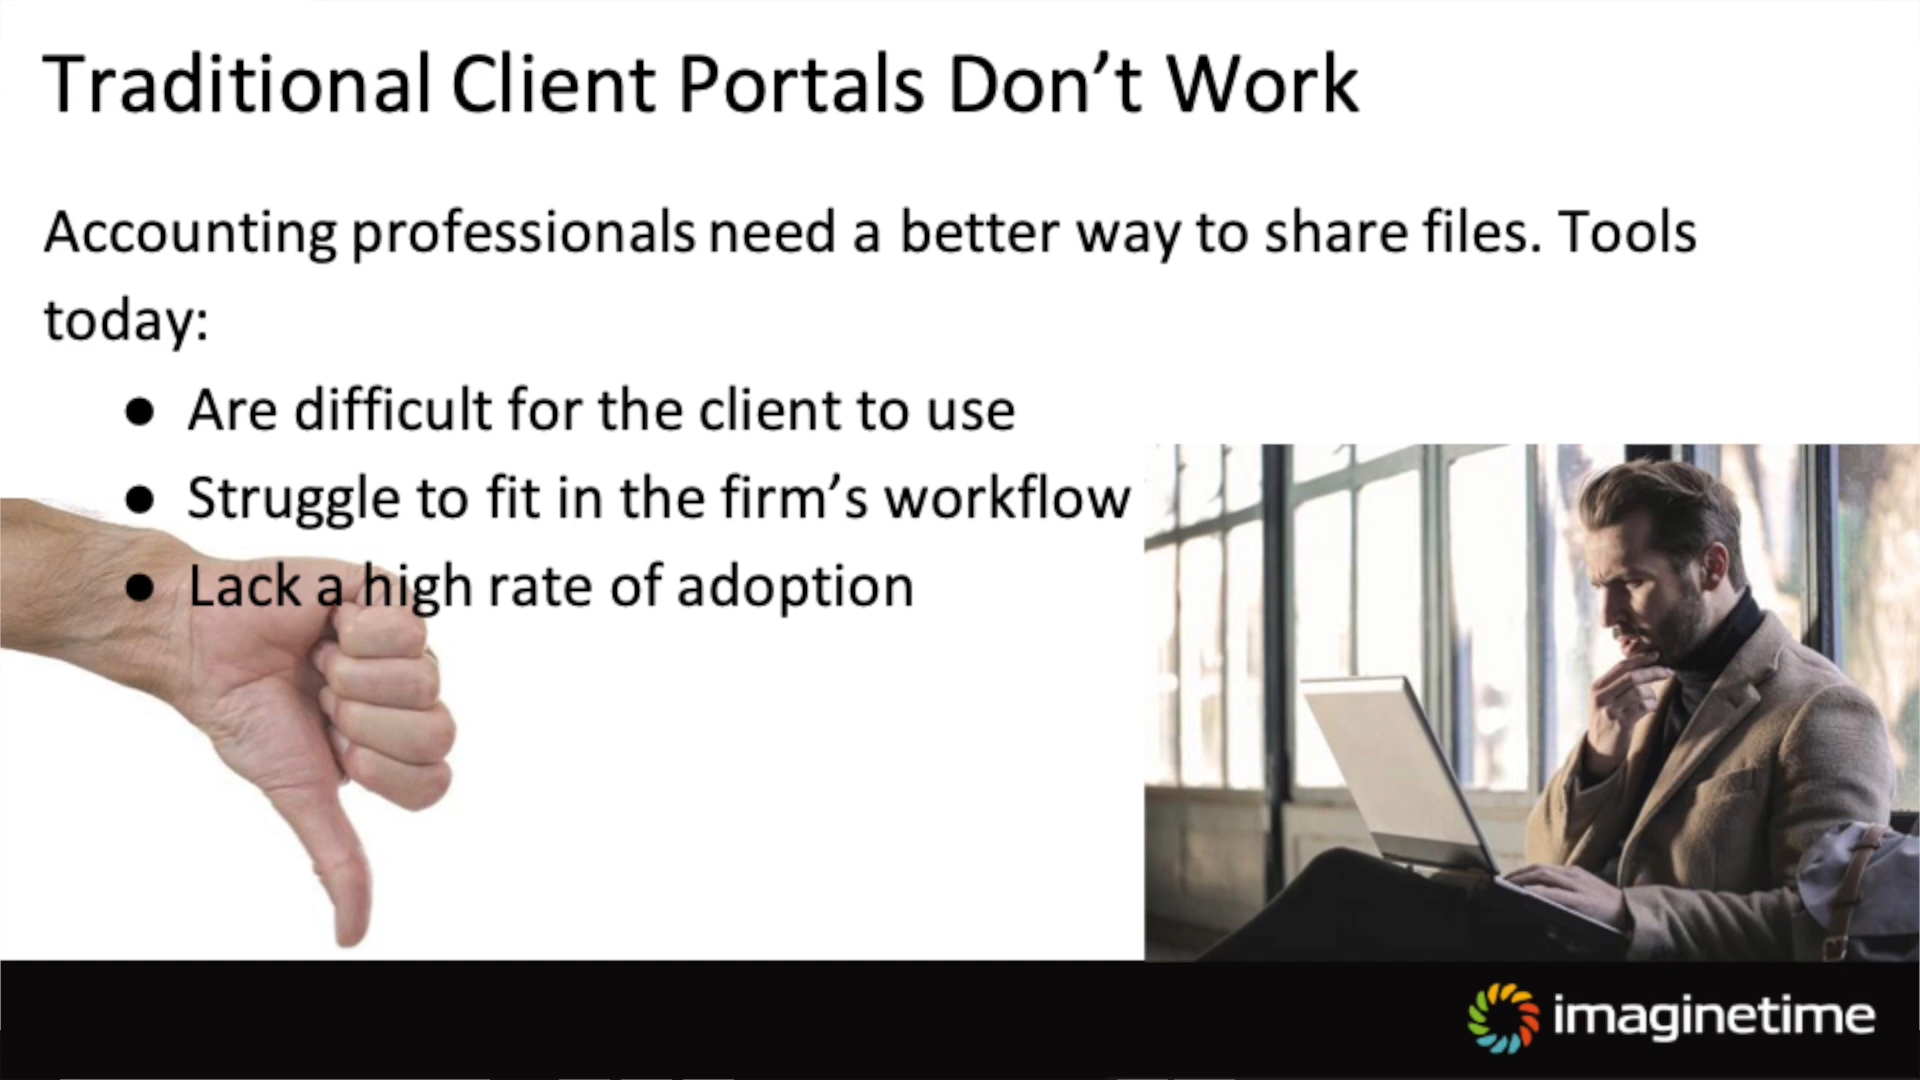 Traditional Client Portals Don’t Work
Accounting professionals need a better way to share files. Tools
today:
● Are difficult for the client to use
● Struggle to fit in the firm’s workflow
● Lack a high rate of adoption
imaginetime